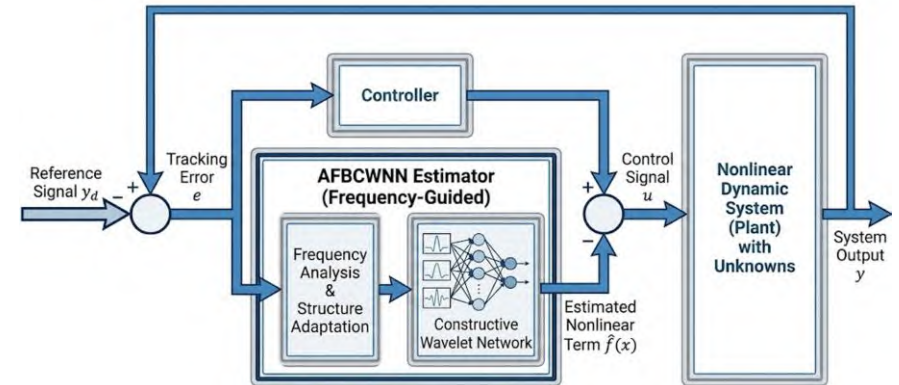 Reference
Signal y_d
−
+
Tracking
Error
e
Controller
AFBCWNN Estimator
(Frequency-Guided)
Frequency
Analysis
&
Structure
Adaptation
Constructive
Wavelet Network
+
−
Control
Signal
u
Estimated
Nonlinear
Term f̂(x)
Nonlinear
Dynamic
System
(Plant)
with
Unknowns
System
Output
y